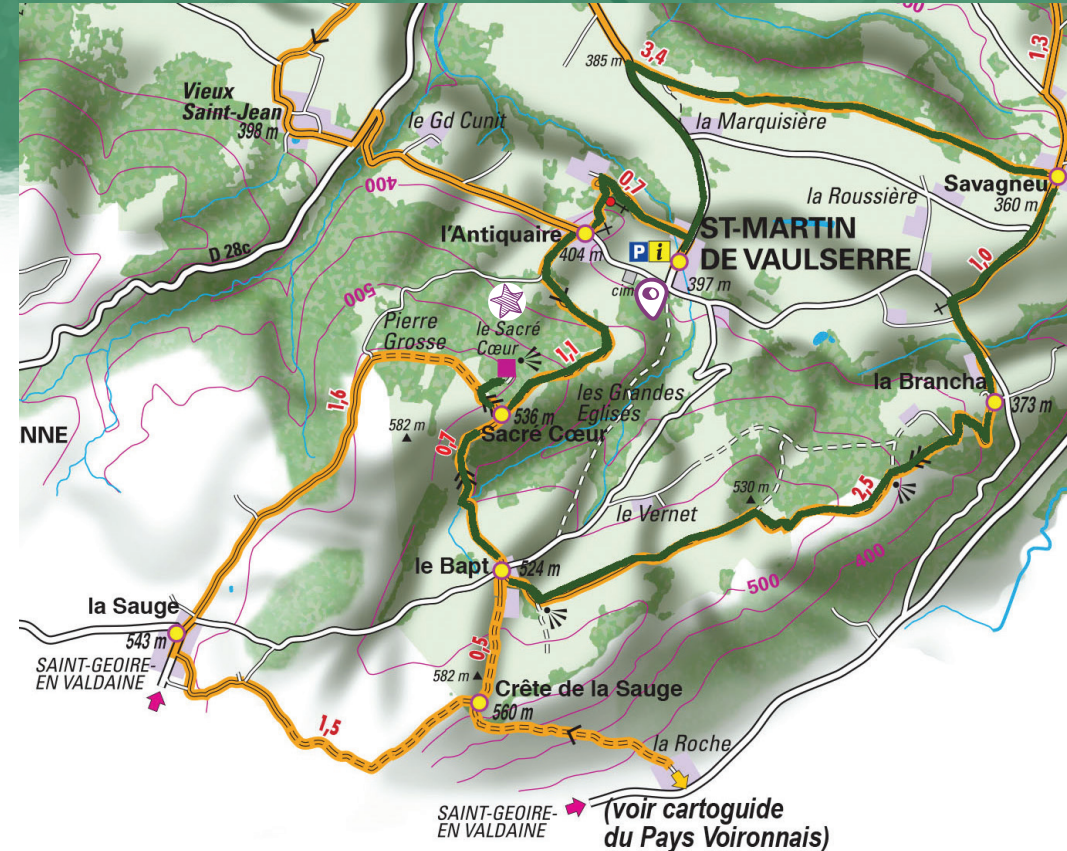 50
3,4
1,3
385 m
Vieux
Saint-Jean
398 m
le Gd Cunit
la Marquisière
400
0,7
Savagneu
360 m
la Roussière
l'Antiquaire
404 m
P i
ST-MARTIN
DE VAULSERRE
397 m
cim
D 28c
500
1,0
Pierre
Grosse
le Sacré
Cœur
1,1
la Brancha
373 m
les Grandes
Eglises
1,6
582 m
536 m
Sacré Cœur
NNE
0,7
530 m
2,5
le Vernet
le Bapt
524 m
500
400
la Sauge
543 m
SAINT-GEOIRE-
EN VALDAINE
0,5
582 m
Crête de la Sauge
560 m
1,5
la Roche
SAINT-GEOIRE-
EN VALDAINE
(voir cartoguide
du Pays Voironnais)